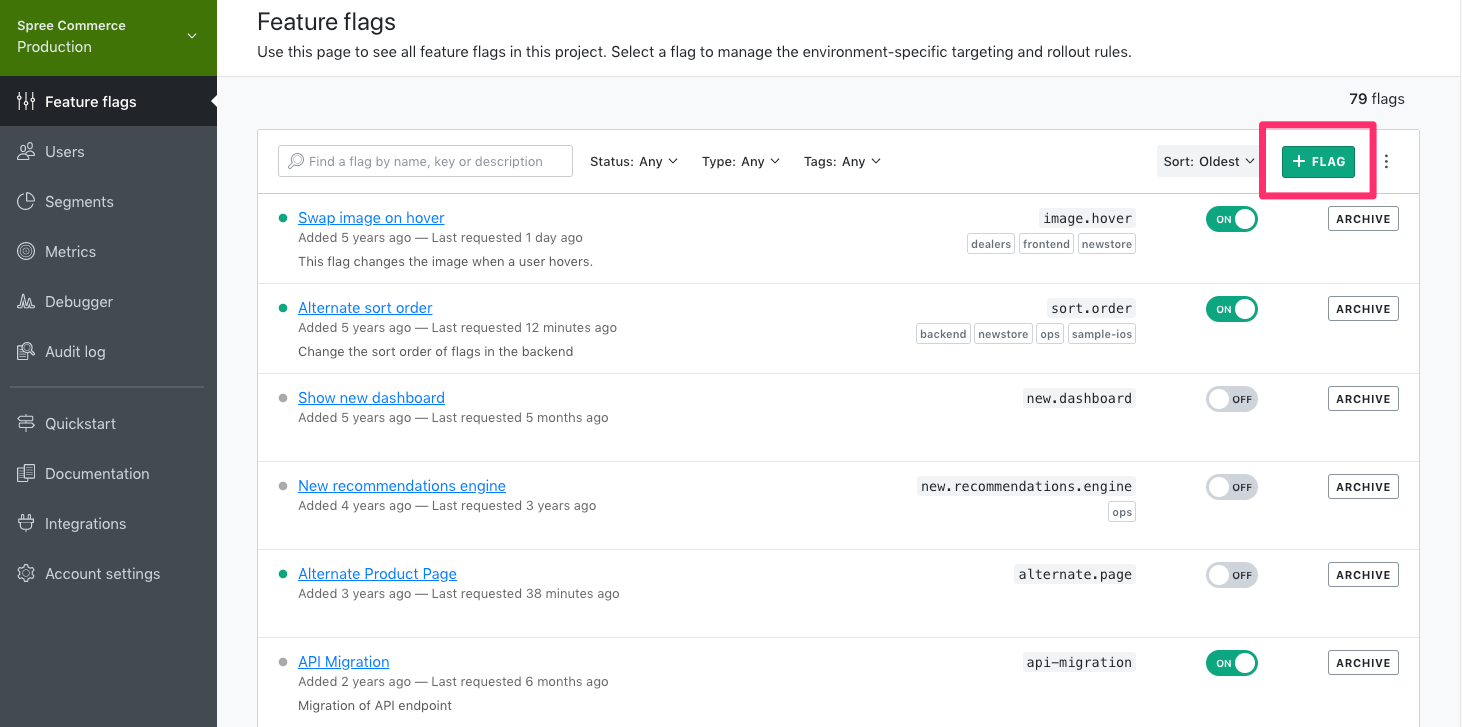 Spree Commerce
Production
Feature flags
Users
Segments
Metrics
Debugger
Audit log
Quickstart
Documentation
Integrations
Account settings
Feature flags
Use this page to see all feature flags in this project. Select a flag to manage the environment-specific targeting and rollout rules.
79 flags
Find a flag by name, key or description Status: Any Type: Any Tags: Any Sort: Oldest + FLAG
Swap image on hover image.hover ON ARCHIVE
Added 5 years ago — Last requested 1 day ago dealers frontend newstore
This flag changes the image when a user hovers.
Alternate sort order sort.order ON ARCHIVE
Added 5 years ago — Last requested 12 minutes ago backend newstore ops sample-ios
Change the sort order of flags in the backend
Show new dashboard new.dashboard OFF ARCHIVE
Added 5 years ago — Last requested 5 months ago
New recommendations engine new.recommendations.engine OFF ARCHIVE
Added 4 years ago — Last requested 3 years ago ops
Alternate Product Page alternate.page OFF ARCHIVE
Added 3 years ago — Last requested 38 minutes ago
API Migration api-migration ON ARCHIVE
Added 2 years ago — Last requested 6 months ago
Migration of API endpoint